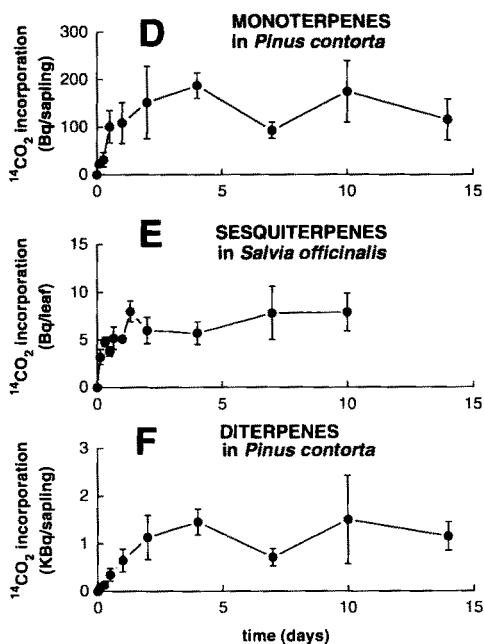 D MONOTERPENES
in Pinus contorta
¹⁴CO₂ incorporation
(Bq/sapling)
300
200
100
0
0 5 10 15
E SESQUITERPENES
in Salvia officinalis
¹⁴CO₂ incorporation
(Bq/leaf)
15
10
5
0
0 5 10 15
F DITERPENES
in Pinus contorta
¹⁴CO₂ incorporation
(KBq/sapling)
3
2
1
0
0 5 10 15
time (days)